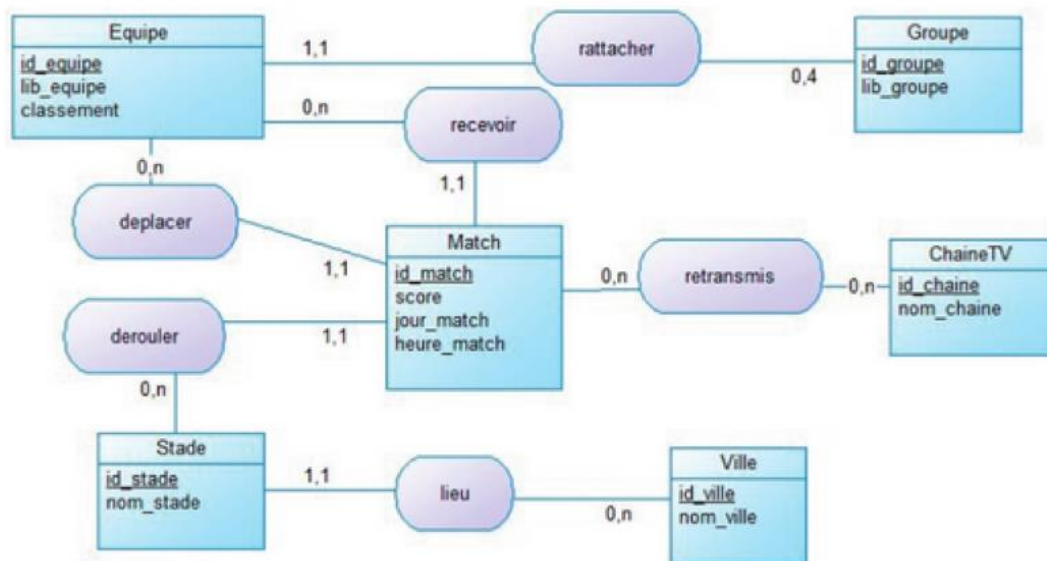 Equipe
id_equipe
lib_equipe
classement
1,1
rattacher
0,4
Groupe
id_groupe
lib_groupe
0,n
recevoir
1,1
0,n
deplacer
1,1
Match
id_match
score
jour_match
heure_match
0,n
retransmis
0,n
ChaineTV
id_chaine
nom_chaine
derouler
1,1
0,n
Stade
id_stade
nom_stade
1,1
lieu
0,n
Ville
id_ville
nom_ville